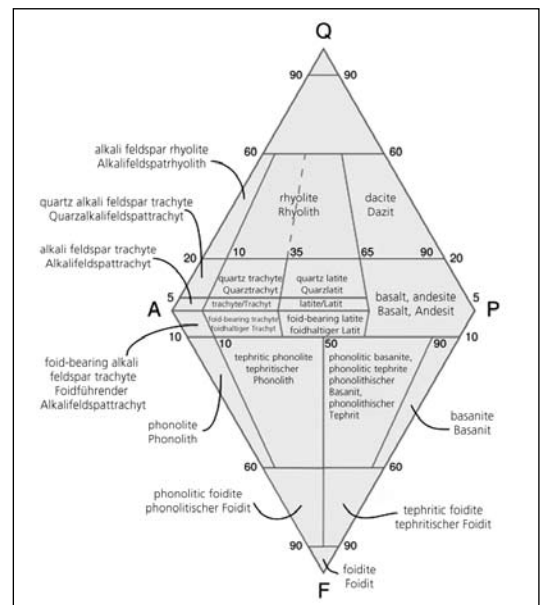 Q
90 90
60 60
alkali feldspar rhyolite
Alkalifeldspatrhyolith
rhyolite
Rhyolith
dacite
Dazit
quartz alkali feldspar trachyte
Quarzalkalifeldspattrachyt
20 10 35 65 90 20
alkali feldspar trachyte
Alkalifeldspattrachyt
quartz trachyte
Quarztrachyt
quartz latite
Quarzlatit
basalt, andesite
Basalt, Andesit
5 5
A trachyte/Trachyt latite/Latit P
foid-bearing trachyte
foidhaltiger Trachyt
foid-bearing latite
foidhaltiger Latit
10 10 50 90 10
foid-bearing alkali
feldspar trachyte
Foidführender
Alkalifeldspattrachyt
tephritic phonolite
tephritischer
Phonolith
phonolitic basanite,
phonolitic tephrite
phonolithischer
Basanit,
phonolithischer
Tephrit
phonolite
Phonolith
basanite
Basanit
60 60
phonolitic foidite
phonolitischer Foidit
tephritic foidite
tephritischer Foidit
90 90
foidite
Foidit
F